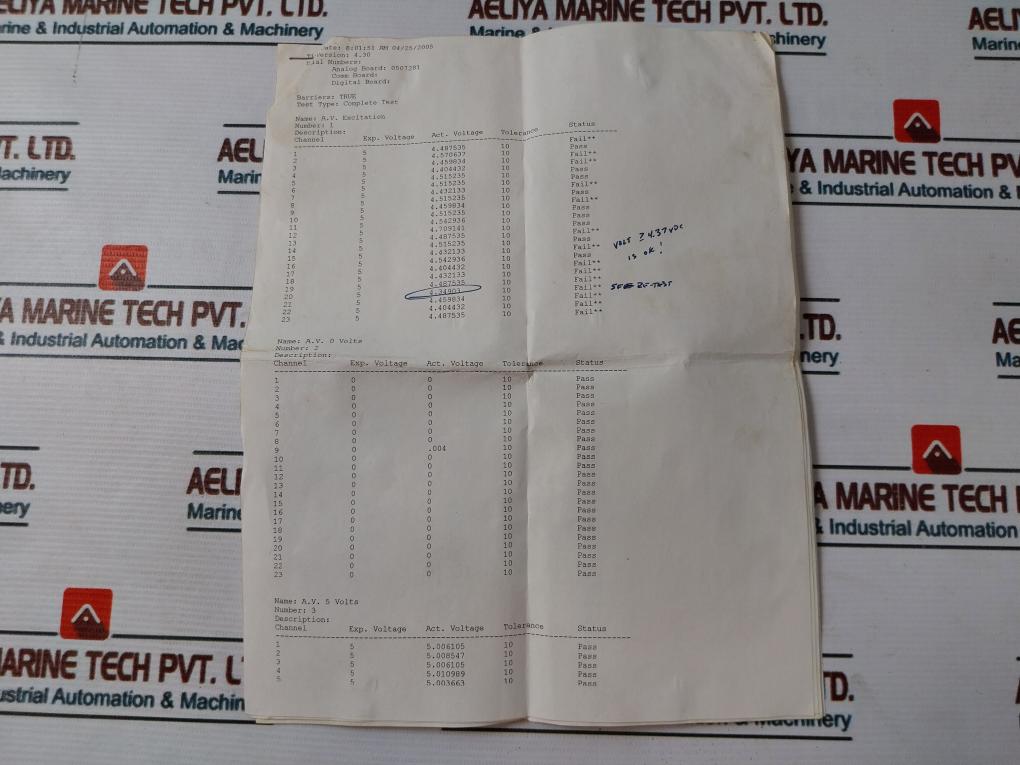 AELIYA MARINE TECH PVT. LTD.
Marine & Industrial Automation & Machinery
ate: 8:01:51 AM 04/25/2005
Version: 4.30
rial Numbers:
Analog Board: 0507281
Comm Board:
Digital Board:
Barriers: TRUE
Test Type: Complete Test
Name: A.V. Excitation
Number: 1
Description:
Channel Exp. Voltage Act. Voltage Tolerance Status
1 5 4.487535 10 Fail**
2 5 4.570637 10 Pass
3 5 4.459834 10 Fail**
4 5 4.404432 10 Fail**
5 5 4.515235 10 Pass
6 5 4.515235 10 Pass
7 5 4.432133 10 Fail**
8 5 4.515235 10 Pass
9 5 4.459834 10 Fail**
10 5 4.515235 10 Pass
11 5 4.542936 10 Pass
12 5 4.709141 10 Pass
13 5 4.487535 10 Fail**
14 5 4.515235 10 Pass
15 5 4.432133 10 Fail**
16 5 4.542936 10 Pass
17 5 4.404432 10 Fail**
18 5 4.432133 10 Fail**
19 5 4.487535 10 Fail**
20 5 4.34903 10 Fail**
21 5 4.459834 10 Fail**
22 5 4.404432 10 Fail**
23 5 4.487535 10 Fail**
VOLT ≥ 4.37 VDC
IS OK!
SEE RE-TEST
Name: A.V. 0 Volts
Number: 2
Description:
Channel Exp. Voltage Act. Voltage Tolerance Status
1 0 0 10 Pass
2 0 0 10 Pass
3 0 0 10 Pass
4 0 0 10 Pass
5 0 0 10 Pass
6 0 0 10 Pass
7 0 0 10 Pass
8 0 0 10 Pass
9 0 .004 10 Pass
10 0 0 10 Pass
11 0 0 10 Pass
12 0 0 10 Pass
13 0 0 10 Pass
14 0 0 10 Pass
15 0 0 10 Pass
16 0 0 10 Pass
17 0 0 10 Pass
18 0 0 10 Pass
19 0 0 10 Pass
20 0 0 10 Pass
21 0 0 10 Pass
22 0 0 10 Pass
23 0 0 10 Pass
Name: A.V. 5 Volts
Number: 3
Description:
Channel Exp. Voltage Act. Voltage Tolerance Status
1 5 5.006105 10 Pass
2 5 5.008547 10 Pass
3 5 5.006105 10 Pass
4 5 5.010989 10 Pass
5 5 5.003663 10 Pass